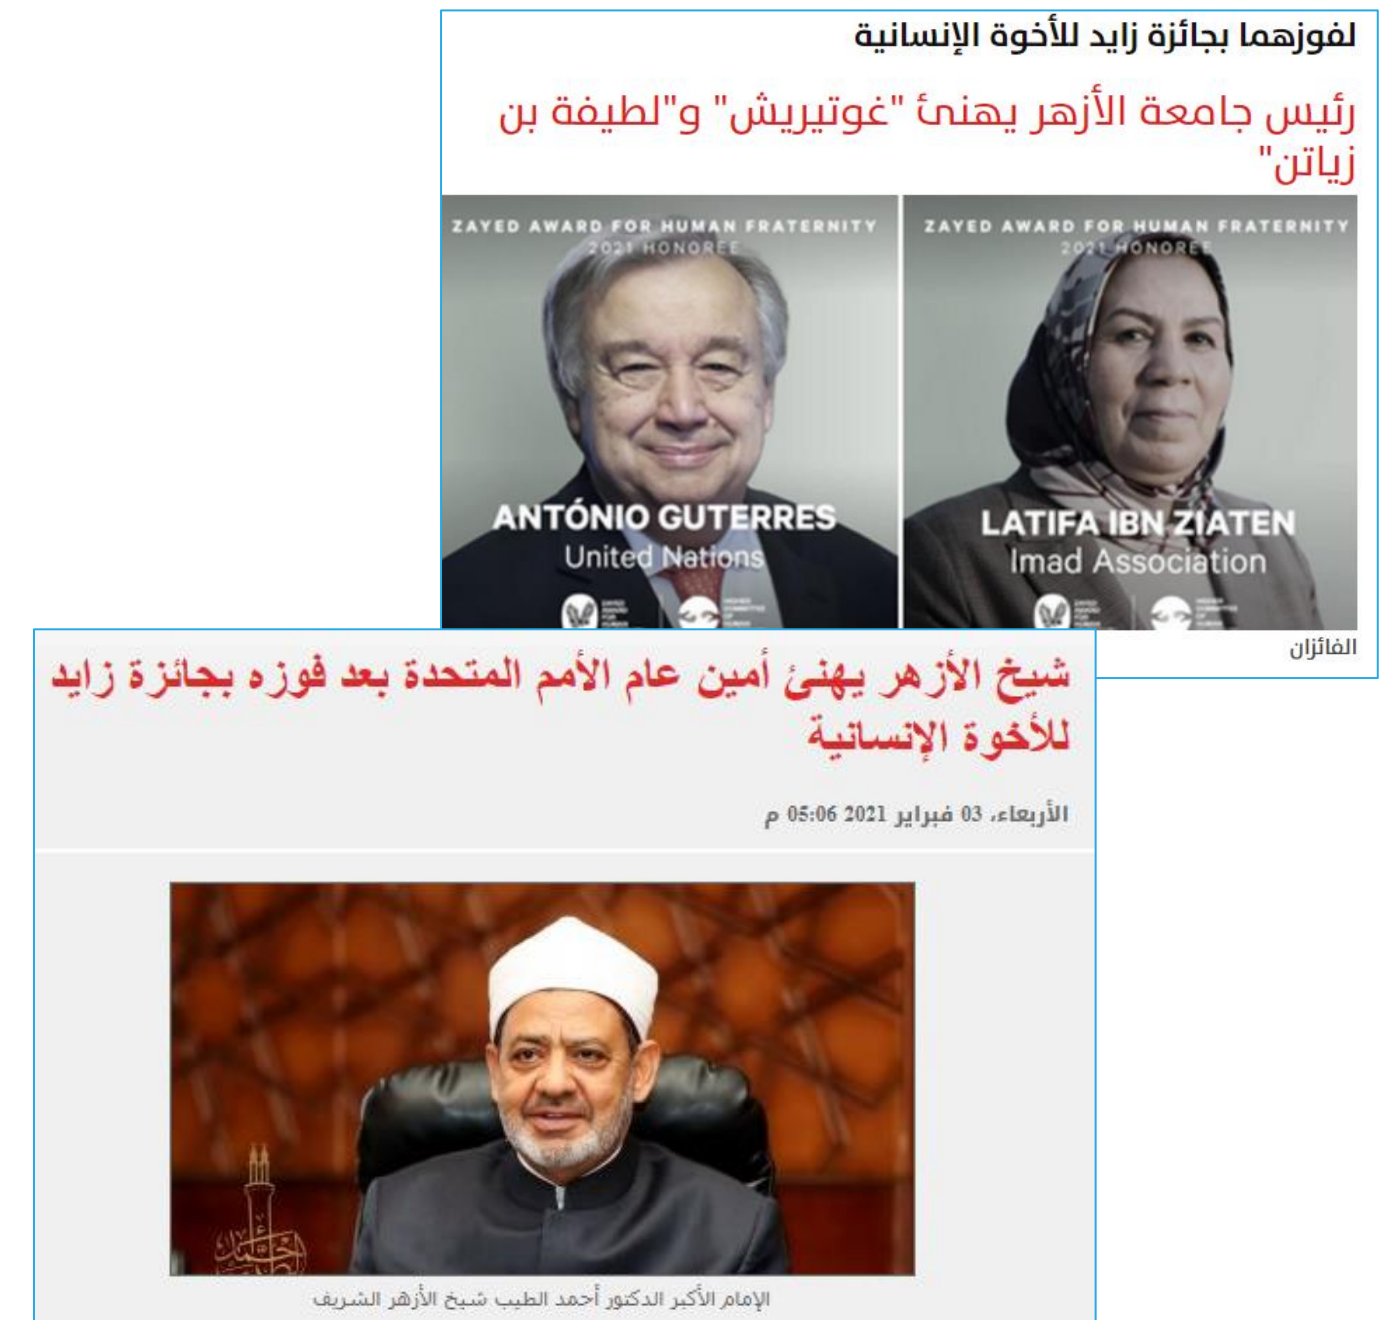 لفوزهما بجائزة زايد للأخوة الإنسانية
رئيس جامعة الأزهر يهنئ "غوتيريش" و"لطيفة بن
زياتن"
ZAYED AWARD FOR HUMAN FRATERNITY
2021 HONOREE
ANTÓNIO GUTERRES
United Nations
ZAYED AWARD FOR HUMAN FRATERNITY
2021 HONOREE
LATIFA IBN ZIATEN
Imad Association
الفائزان
شيخ الأزهر يهنئ أمين عام الأمم المتحدة بعد فوزه بجائزة زايد
للأخوة الإنسانية
الأربعاء، 03 فبراير 2021 05:06 م
الإمام الأكبر الدكتور أحمد الطيب شيخ الأزهر الشريف